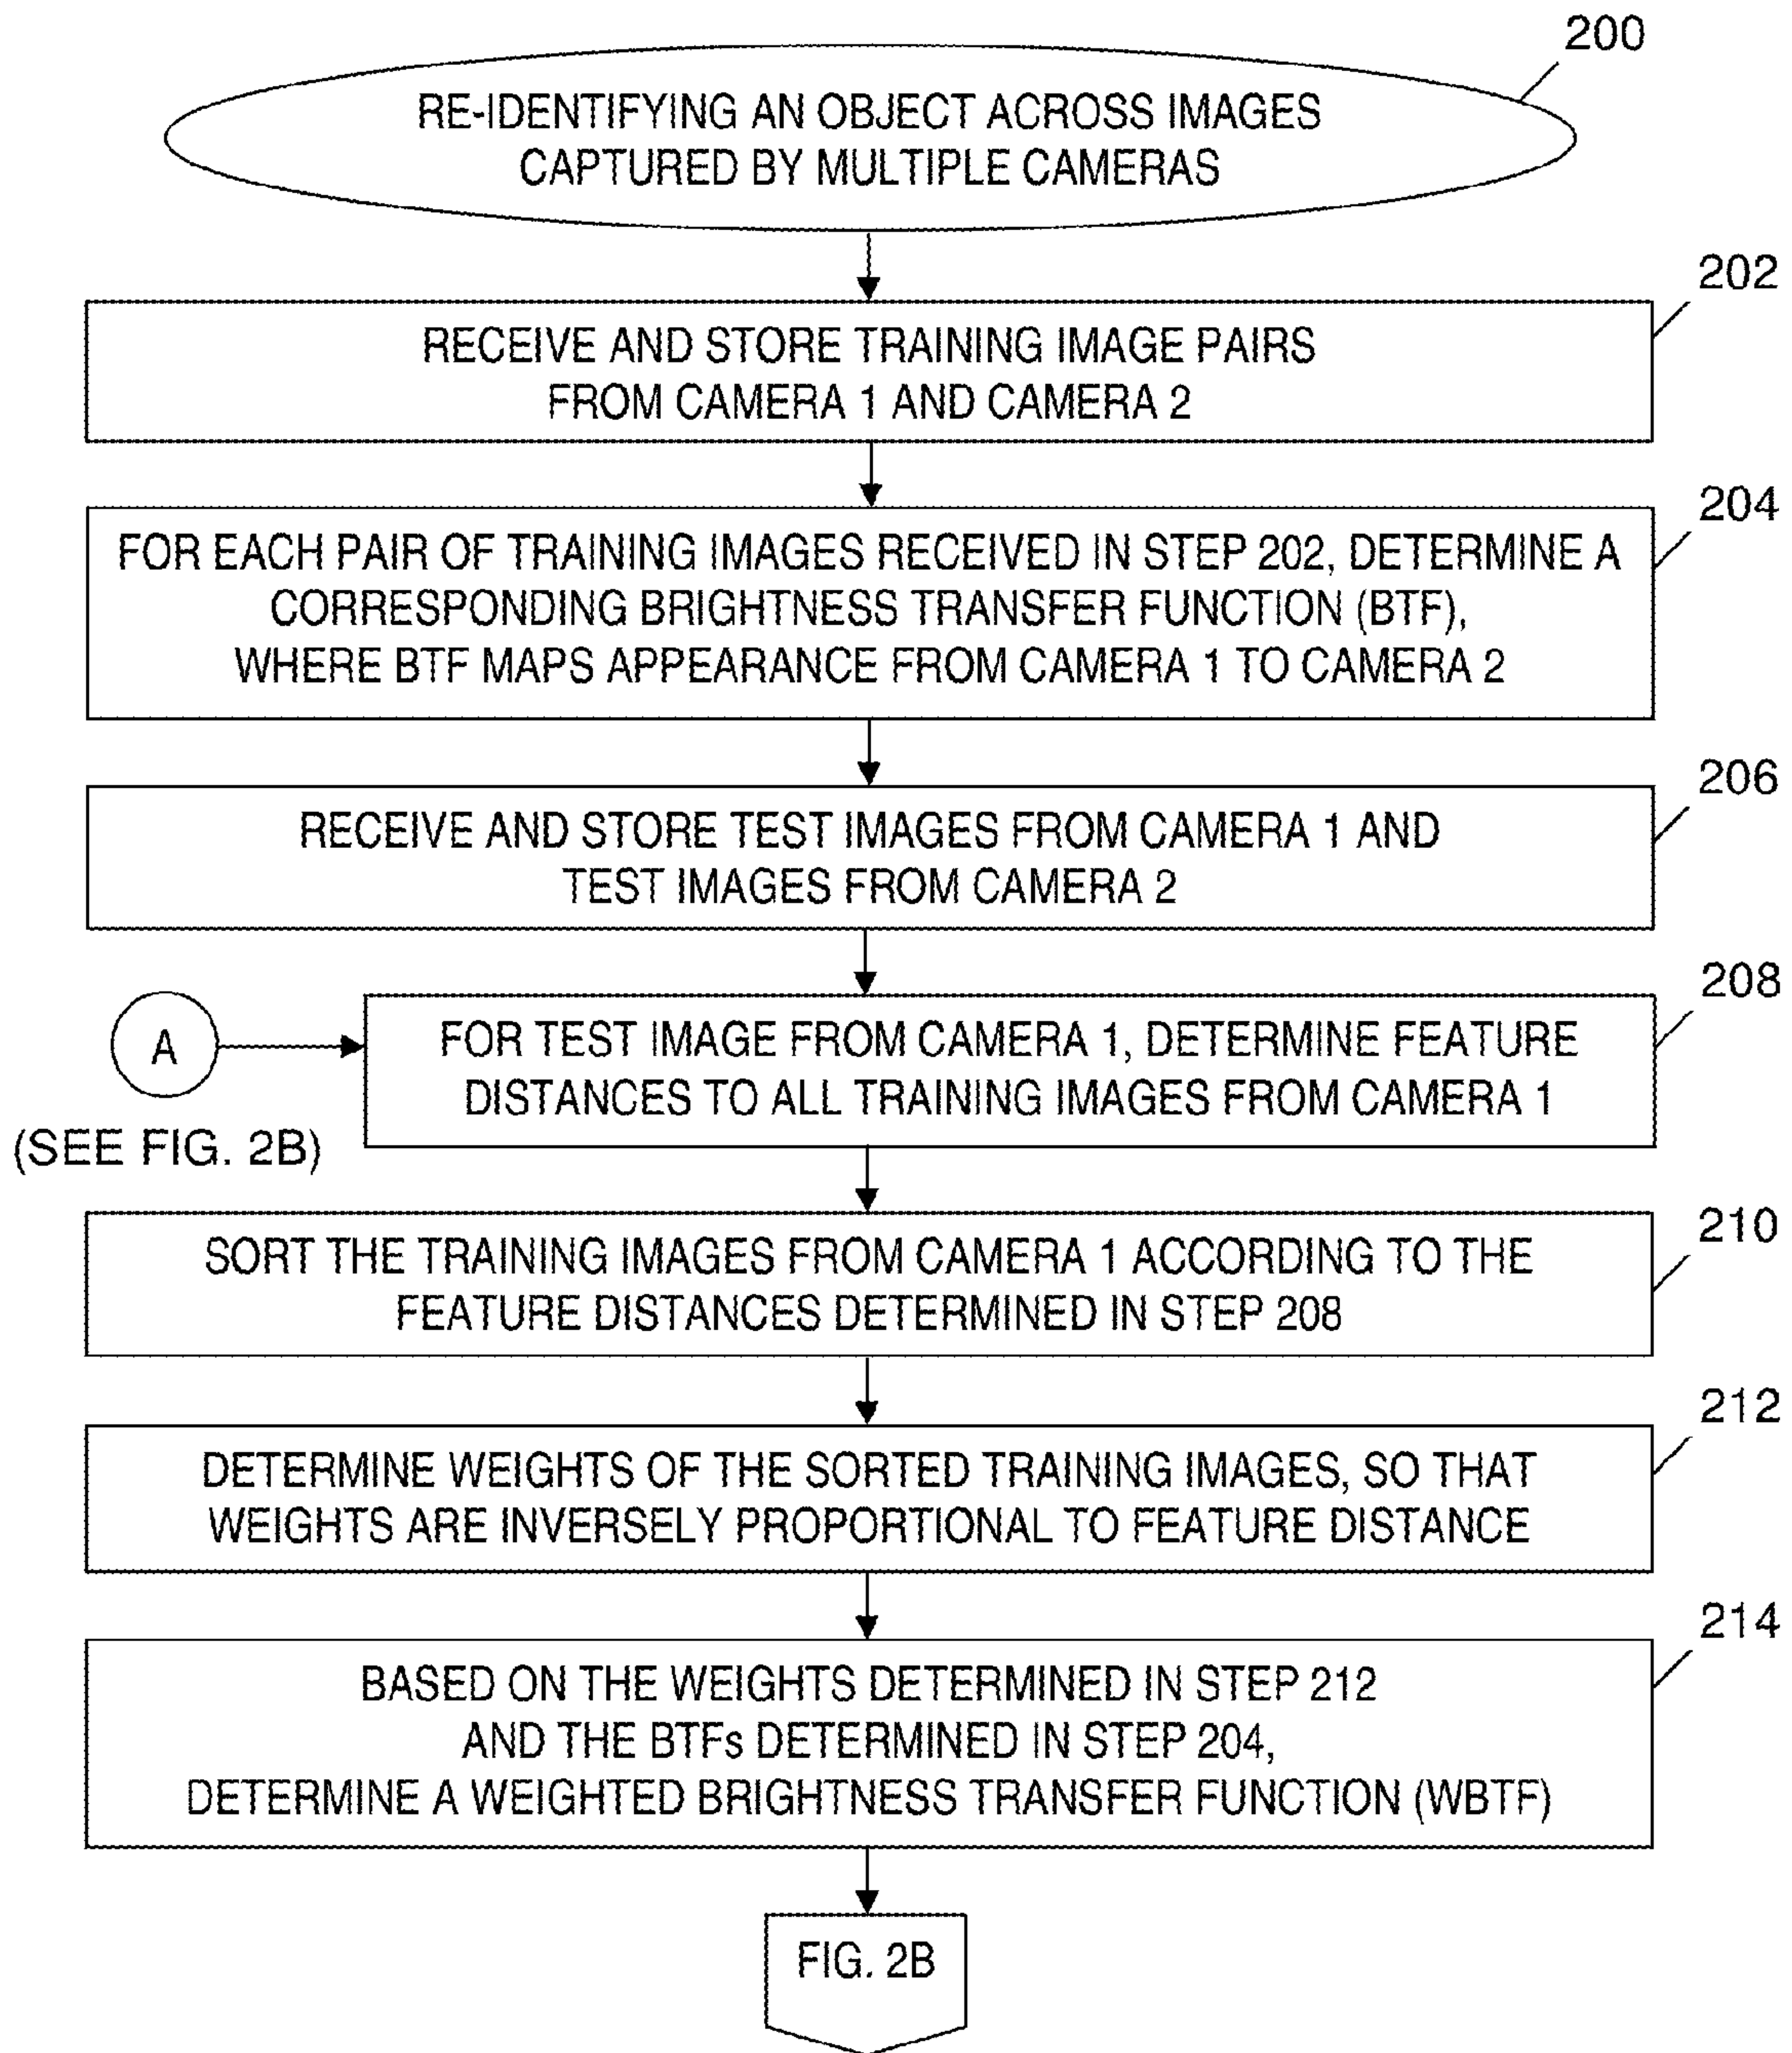 200
RE-IDENTIFYING AN OBJECT ACROSS IMAGES
CAPTURED BY MULTIPLE CAMERAS
202
RECEIVE AND STORE TRAINING IMAGE PAIRS
FROM CAMERA 1 AND CAMERA 2
204
FOR EACH PAIR OF TRAINING IMAGES RECEIVED IN STEP 202, DETERMINE A
CORRESPONDING BRIGHTNESS TRANSFER FUNCTION (BTF),
WHERE BTF MAPS APPEARANCE FROM CAMERA 1 TO CAMERA 2
206
RECEIVE AND STORE TEST IMAGES FROM CAMERA 1 AND
TEST IMAGES FROM CAMERA 2
208
A
(SEE FIG. 2B)
FOR TEST IMAGE FROM CAMERA 1, DETERMINE FEATURE
DISTANCES TO ALL TRAINING IMAGES FROM CAMERA 1
210
SORT THE TRAINING IMAGES FROM CAMERA 1 ACCORDING TO THE
FEATURE DISTANCES DETERMINED IN STEP 208
212
DETERMINE WEIGHTS OF THE SORTED TRAINING IMAGES, SO THAT
WEIGHTS ARE INVERSELY PROPORTIONAL TO FEATURE DISTANCE
214
BASED ON THE WEIGHTS DETERMINED IN STEP 212
AND THE BTFs DETERMINED IN STEP 204,
DETERMINE A WEIGHTED BRIGHTNESS TRANSFER FUNCTION (WBTF)
FIG. 2B